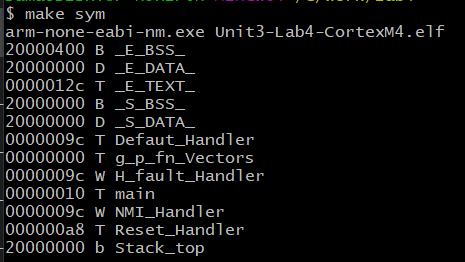 $ make sym
arm-none-eabi-nm.exe Unit3-Lab4-CortexM4.elf
20000400 B _E_BSS_
20000000 D _E_DATA_
0000012c T _E_TEXT_
20000000 B _S_BSS_
20000000 D _S_DATA_
0000009c T Defaut_Handler
00000000 T g_p_fn_Vectors
0000009c W H_fault_Handler
00000010 T main
0000009c W NMI_Handler
000000a8 T Reset_Handler
20000000 b Stack_top